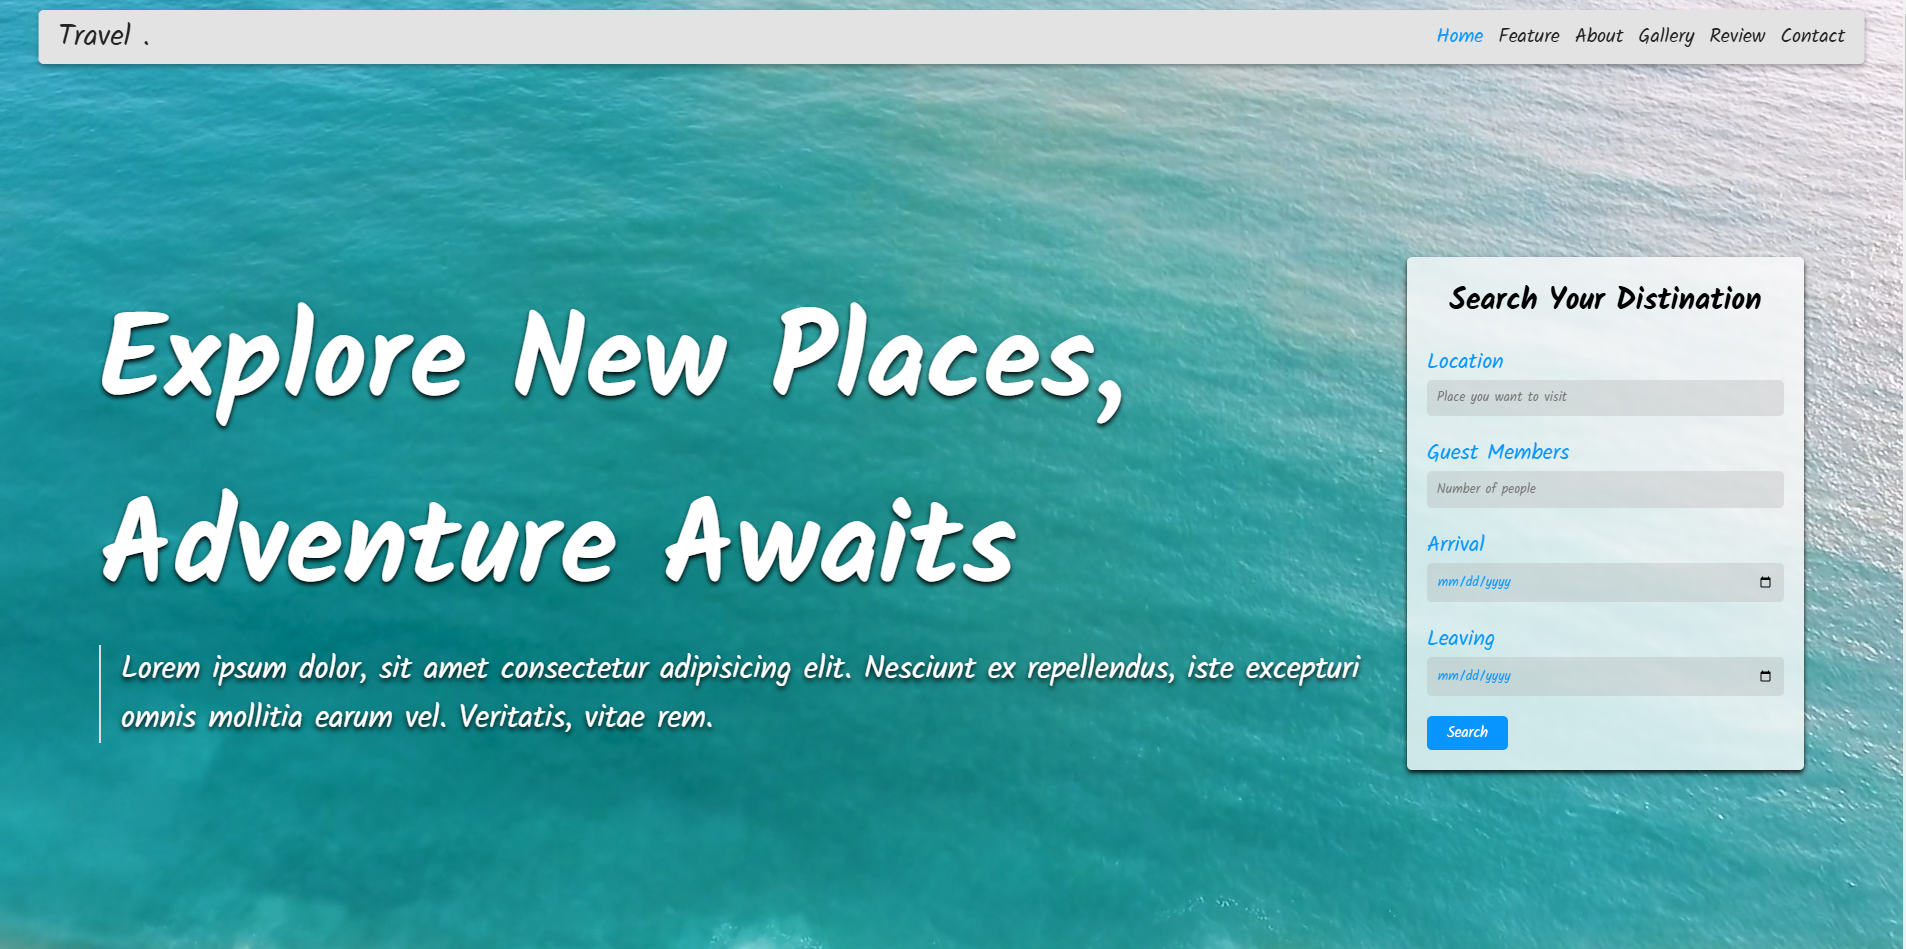 Travel .
Home Feature About Gallery Review Contact
Explore New Places,
Adventure Awaits
Lorem ipsum dolor, sit amet consectetur adipisicing elit. Nesciunt ex repellendus, iste excepturi
omnis mollitia earum vel. Veritatis, vitae rem.
Search Your Distination
Location
Place you want to visit
Guest Members
Number of people
Arrival
mm/dd/yyyy
Leaving
mm/dd/yyyy
Search